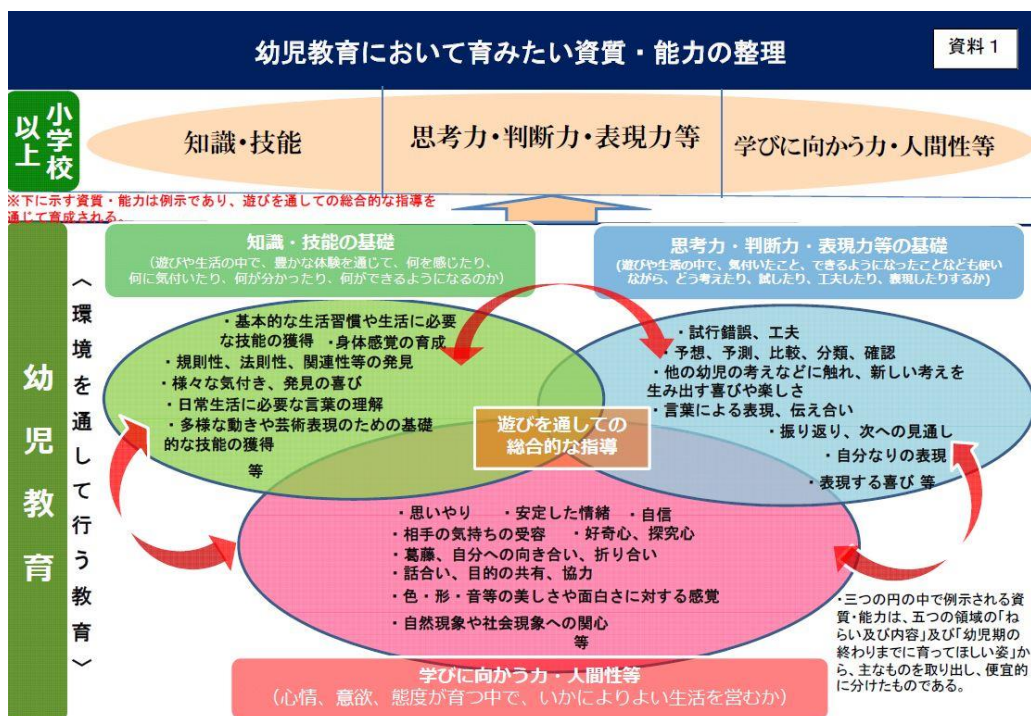 幼児教育において育みたい資質・能力の整理
資料１
小学校
以上
知識・技能
思考力・判断力・表現力等
学びに向かう力・人間性等
※下に示す資質・能力は例示であり、遊びを通しての総合的な指導を
通じて育成される。
幼児教育
〈環境を通して行う教育〉
知識・技能の基礎
（遊びや生活の中で、豊かな体験を通じて、何を感じたり、
何に気付いたり、何が分かったり、何ができるようになるのか）
思考力・判断力・表現力等の基礎
（遊びや生活の中で、気付いたこと、できるようになったことなども使い
ながら、どう考えたり、試したり、工夫したり、表現したりするか）
・基本的な生活習慣や生活に必要
な技能の獲得　・身体感覚の育成
・規則性、法則性、関連性等の発見
・様々な気付き、発見の喜び
・日常生活に必要な言葉の理解
・多様な動きや芸術表現のための基礎
的な技能の獲得
等
・試行錯誤、工夫
・予想、予測、比較、分類、確認
・他の幼児の考えなどに触れ、新しい考えを
生み出す喜びや楽しさ
・言葉による表現、伝え合い
・振り返り、次への見通し
・自分なりの表現
・表現する喜び 等
遊びを通しての
総合的な指導
・思いやり　・安定した情緒　・自信
・相手の気持ちの受容　・好奇心、探究心
・葛藤、自分への向き合い、折り合い
・話合い、目的の共有、協力
・色・形・音等の美しさや面白さに対する感覚
・自然現象や社会現象への関心
等
学びに向かう力・人間性等
（心情、意欲、態度が育つ中で、いかによりよい生活を営むか）
・三つの円の中で例示される資
質・能力は、五つの領域の「ね
らい及び内容」及び「幼児期の
終わりまでに育ってほしい姿」か
ら、主なものを取り出し、便宜的
に分けたものである。